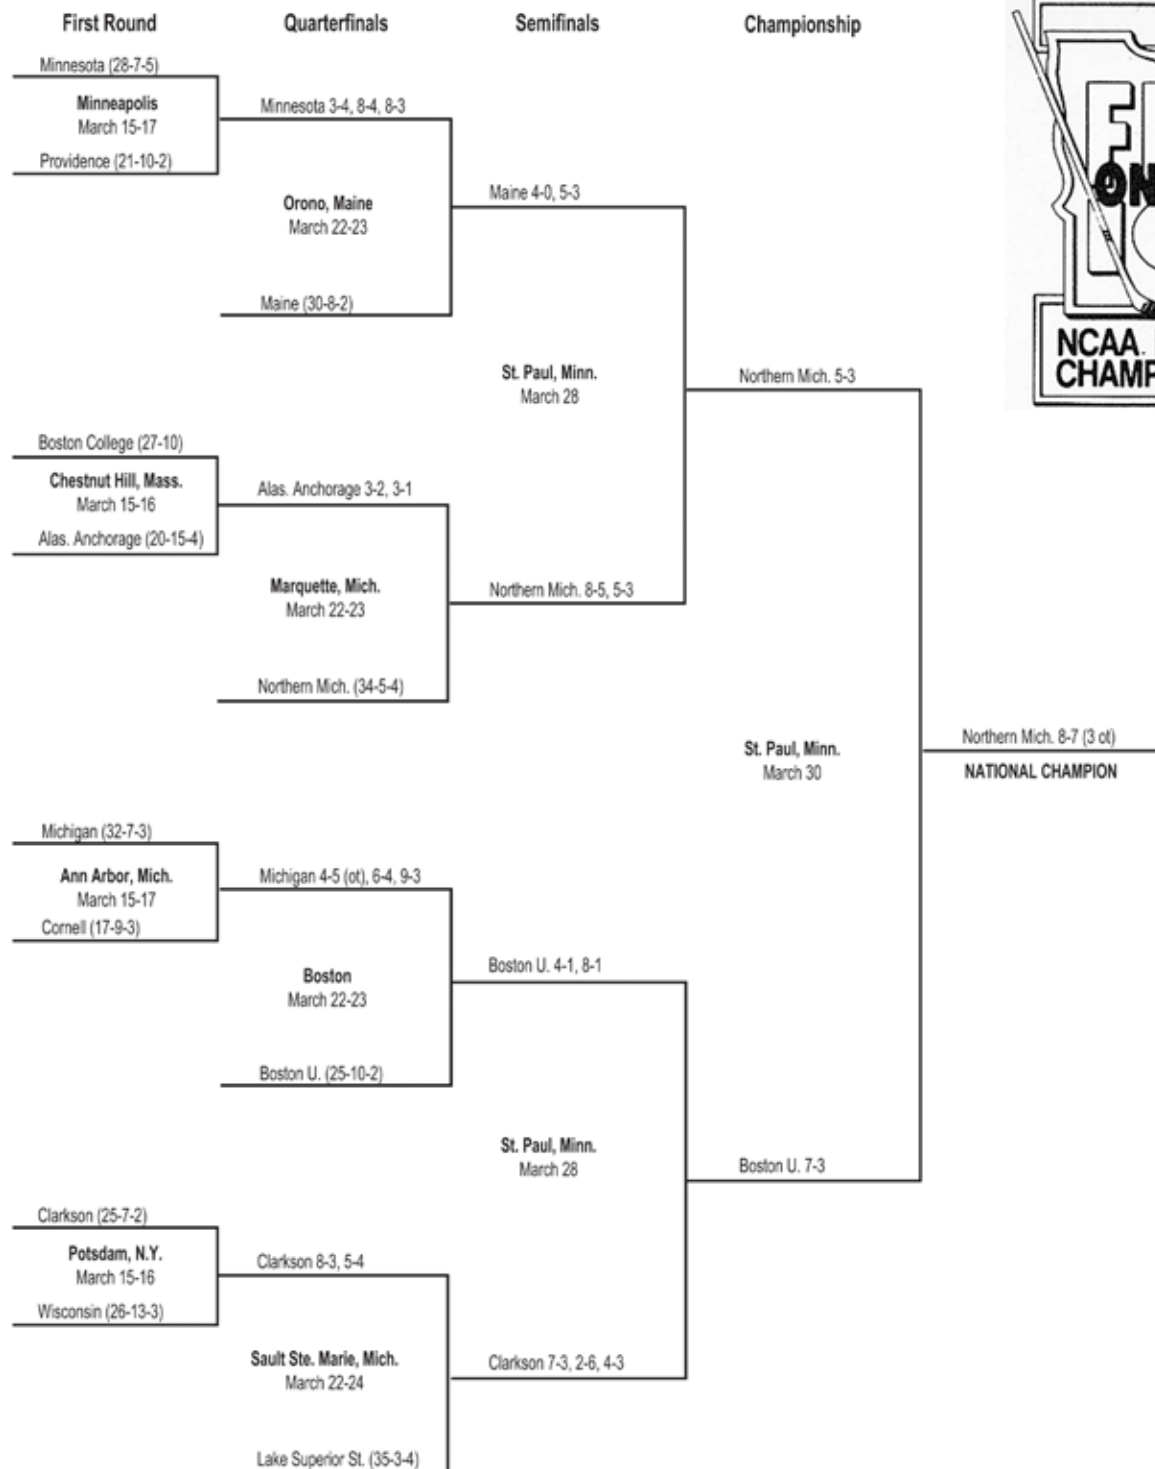 First Round Quarterfinals Semifinals Championship
Minnesota (28-7-5)
Minneapolis
March 15-17
Providence (21-10-2)
Minnesota 3-4, 8-4, 8-3
Orono, Maine
March 22-23
Maine (30-8-2)
Maine 4-0, 5-3
St. Paul, Minn.
March 28
Boston College (27-10)
Chestnut Hill, Mass.
March 15-16
Alas. Anchorage (20-15-4)
Alas. Anchorage 3-2, 3-1
Marquette, Mich.
March 22-23
Northern Mich. (34-5-4)
Northern Mich. 8-5, 5-3
Northern Mich. 5-3
St. Paul, Minn.
March 30
Northern Mich. 8-7 (3 ot)
NATIONAL CHAMPION
Michigan (32-7-3)
Ann Arbor, Mich.
March 15-17
Cornell (17-9-3)
Michigan 4-5 (ot), 6-4, 9-3
Boston
March 22-23
Boston U. (25-10-2)
Boston U. 4-1, 8-1
St. Paul, Minn.
March 28
Boston U. 7-3
Clarkson (25-7-2)
Potsdam, N.Y.
March 15-16
Wisconsin (26-13-3)
Clarkson 8-3, 5-4
Sault Ste. Marie, Mich.
March 22-24
Lake Superior St. (35-3-4)
Clarkson 7-3, 2-6, 4-3
ON
NCAA
CHAMP